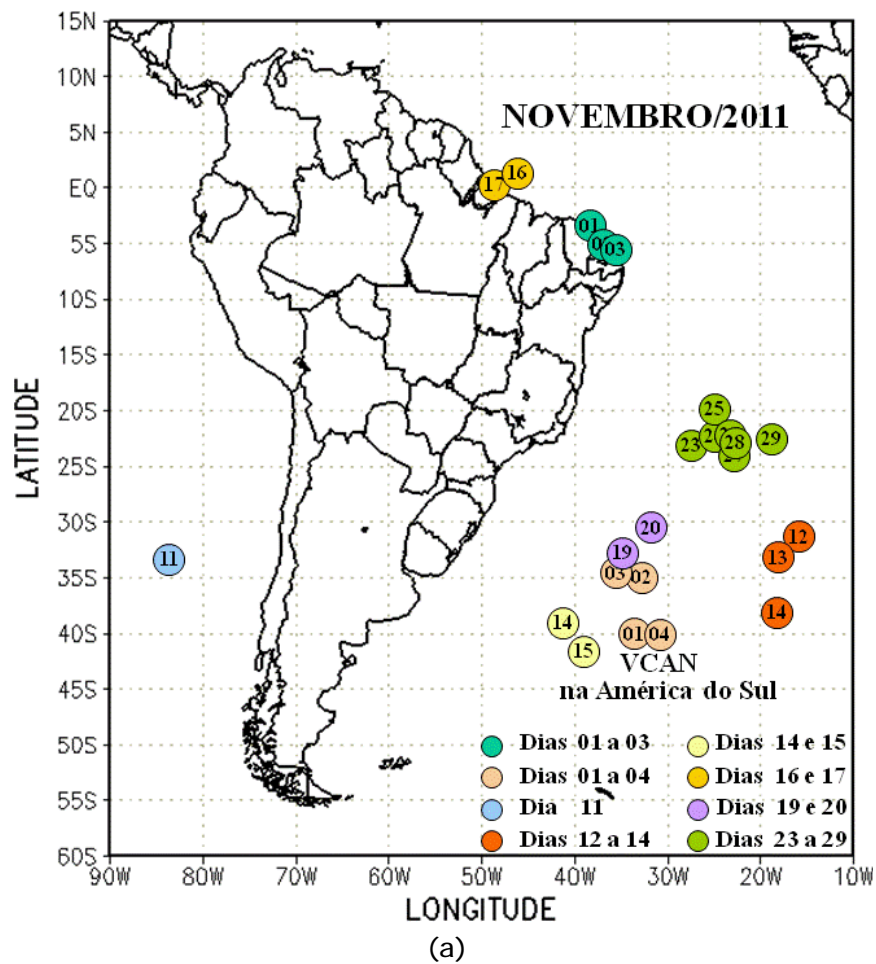 15N
10N
5N
EQ
5S
10S
15S
20S
25S
30S
35S
40S
45S
50S
55S
60S
LATITUDE
NOVEMBRO/2011
17
16
01
03
25
23
28
29
20
19
03
02
12
13
14
11
14
15
01
04
VCAN
na América do Sul
Dias 01 a 03
Dias 01 a 04
Dia 11
Dias 12 a 14
Dias 14 e 15
Dias 16 e 17
Dias 19 e 20
Dias 23 a 29
90W 80W 70W 60W 50W 40W 30W 20W 10W
LONGITUDE
(a)